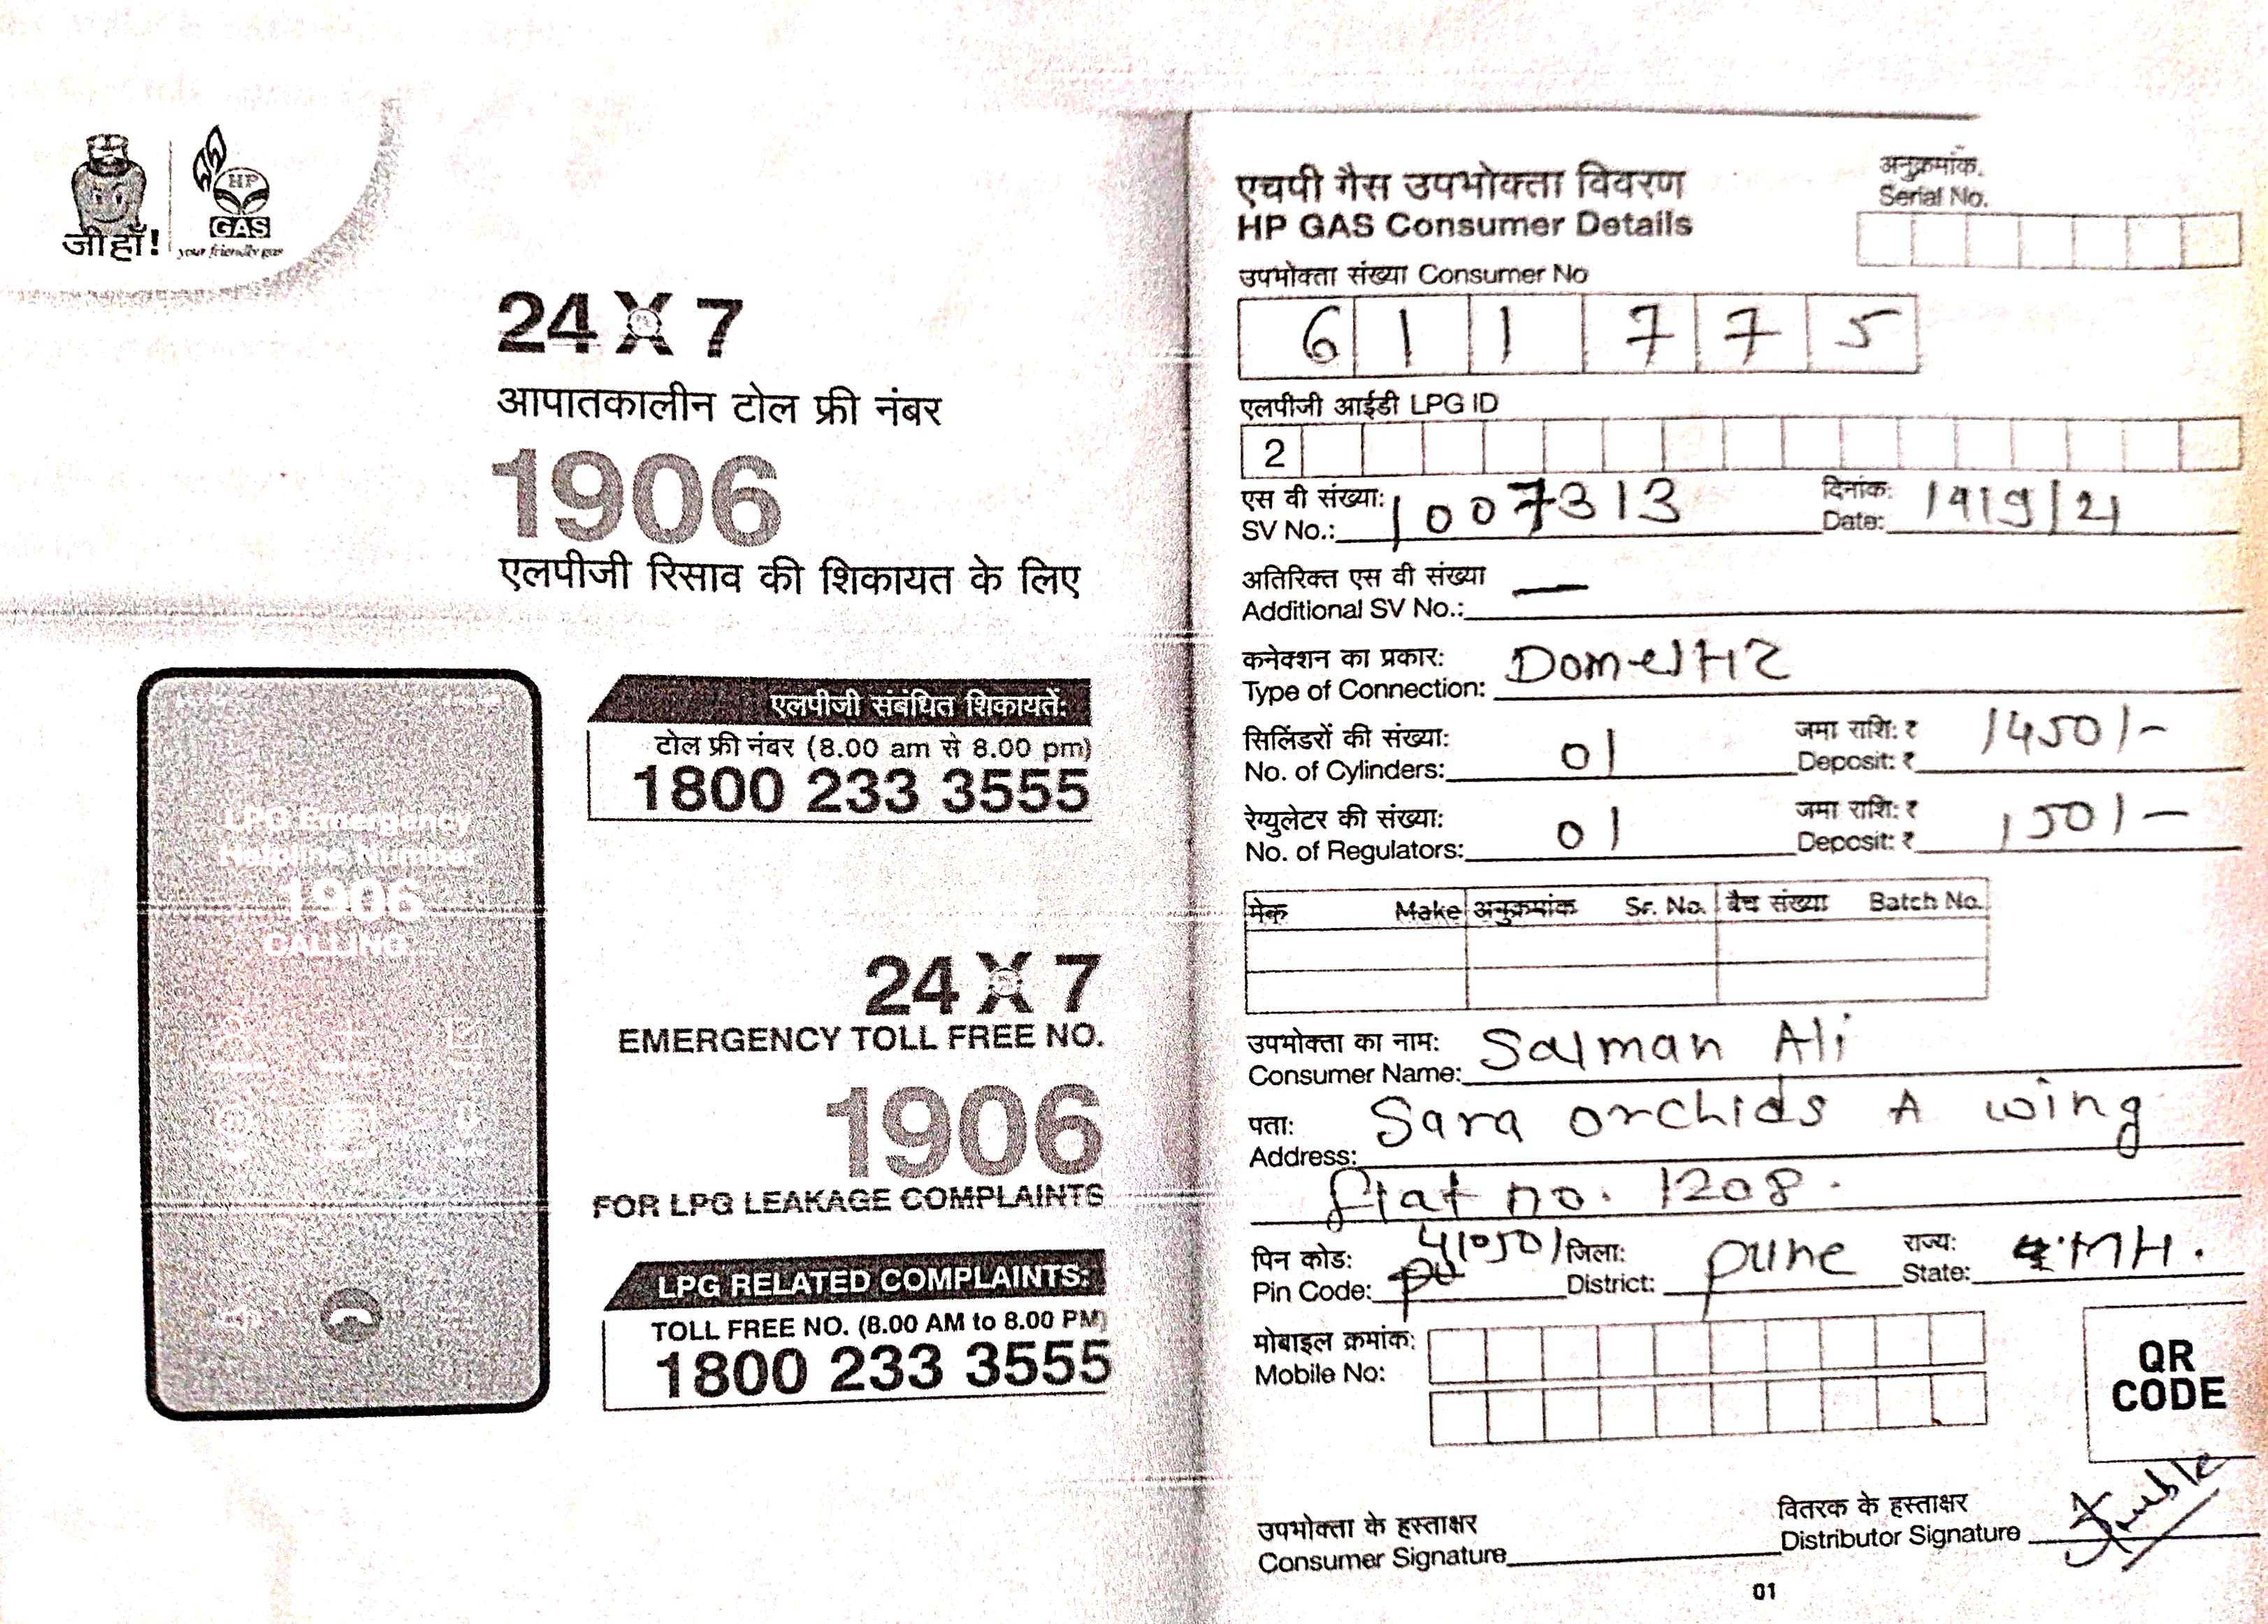 जी हाँ!
HP
GAS
your friendly gas
24 X 7
आपातकालीन टोल फ्री नंबर
1906
एलपीजी रिसाव की शिकायत के लिए
एलपीजी संबंधित शिकायतें:
टोल फ्री नंबर (8.00 am से 8.00 pm)
1800 233 3555
LPG Emergency
Helpline Number
1906
CALLING...
24 X 7
EMERGENCY TOLL FREE NO.
1906
FOR LPG LEAKAGE COMPLAINTS
LPG RELATED COMPLAINTS:
TOLL FREE NO. (8.00 AM to 8.00 PM)
1800 233 3555
एचपी गैस उपभोक्ता विवरण
HP GAS Consumer Details
अनुक्रमांक.
Serial No.
उपभोक्ता संख्या Consumer No
6 1 1 7 7 5
एलपीजी आईडी LPG ID
2
एस वी संख्या: दिनांक:
SV No.: 1007313 Date: 14/9/21
अतिरिक्त एस वी संख्या
Additional SV No.: —
कनेक्शन का प्रकार:
Type of Connection: Domestic
सिलिंडरों की संख्या: जमा राशि: ₹
No. of Cylinders: 01 Deposit: ₹ 1450/-
रेग्युलेटर की संख्या: जमा राशि: ₹
No. of Regulators: 01 Deposit: ₹ 150/-
मेक Make अनुक्रमांक Sr. No. बैच संख्या Batch No.
उपभोक्ता का नाम:
Consumer Name: Salman Ali
पता:
Address: Sara orchids A wing
flat no. 1208.
पिन कोड: 410501 जिला: राज्य:
Pin Code: District: pune State: MH.
मोबाइल क्रमांक:
Mobile No:
QR
CODE
उपभोक्ता के हस्ताक्षर वितरक के हस्ताक्षर
Consumer Signature Distributor Signature
01